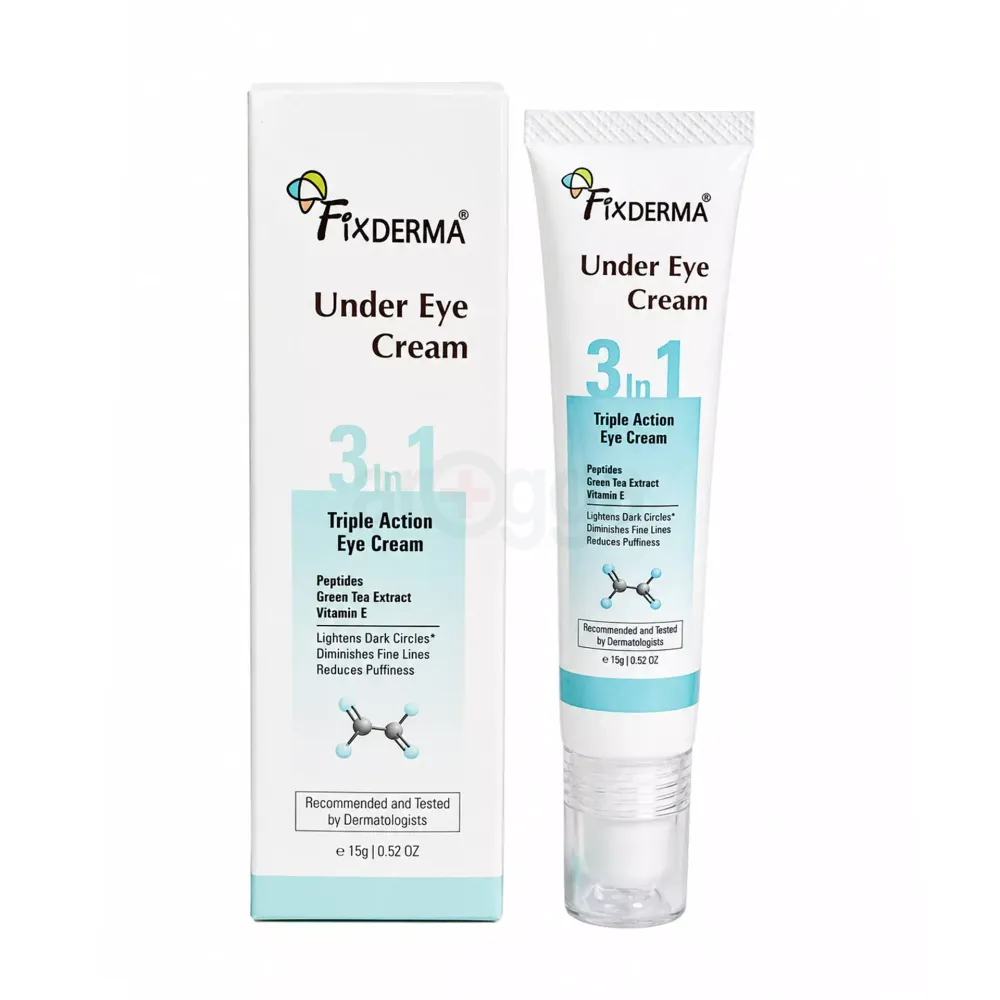 FixDERMA®
Under Eye
Cream
3 In 1
Triple Action
Eye Cream
Peptides
Green Tea Extract
Vitamin E
Lightens Dark Circles*
Diminishes Fine Lines
Reduces Puffiness
Recommended and Tested
by Dermatologists
℮ 15g | 0.52 OZ
FixDERMA®
Under Eye
Cream
3 In 1
Triple Action
Eye Cream
Peptides
Green Tea Extract
Vitamin E
Lightens Dark Circles*
Diminishes Fine Lines
Reduces Puffiness
Recommended and Tested
by Dermatologists
℮ 15g | 0.52 OZ